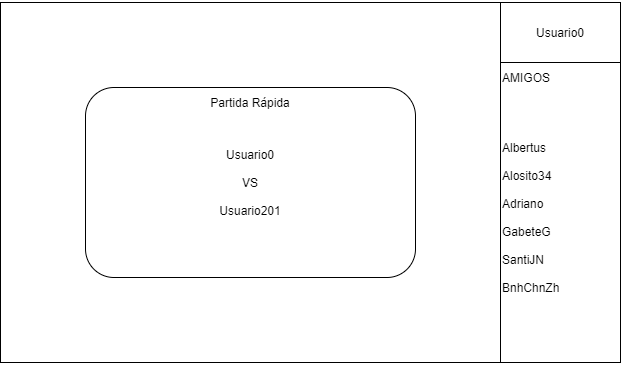 Usuario0
AMIGOS
Partida Rápida
Usuario0
VS
Usuario201
Albertus
Alosito34
Adriano
GabeteG
SantiJN
BnhChnZh